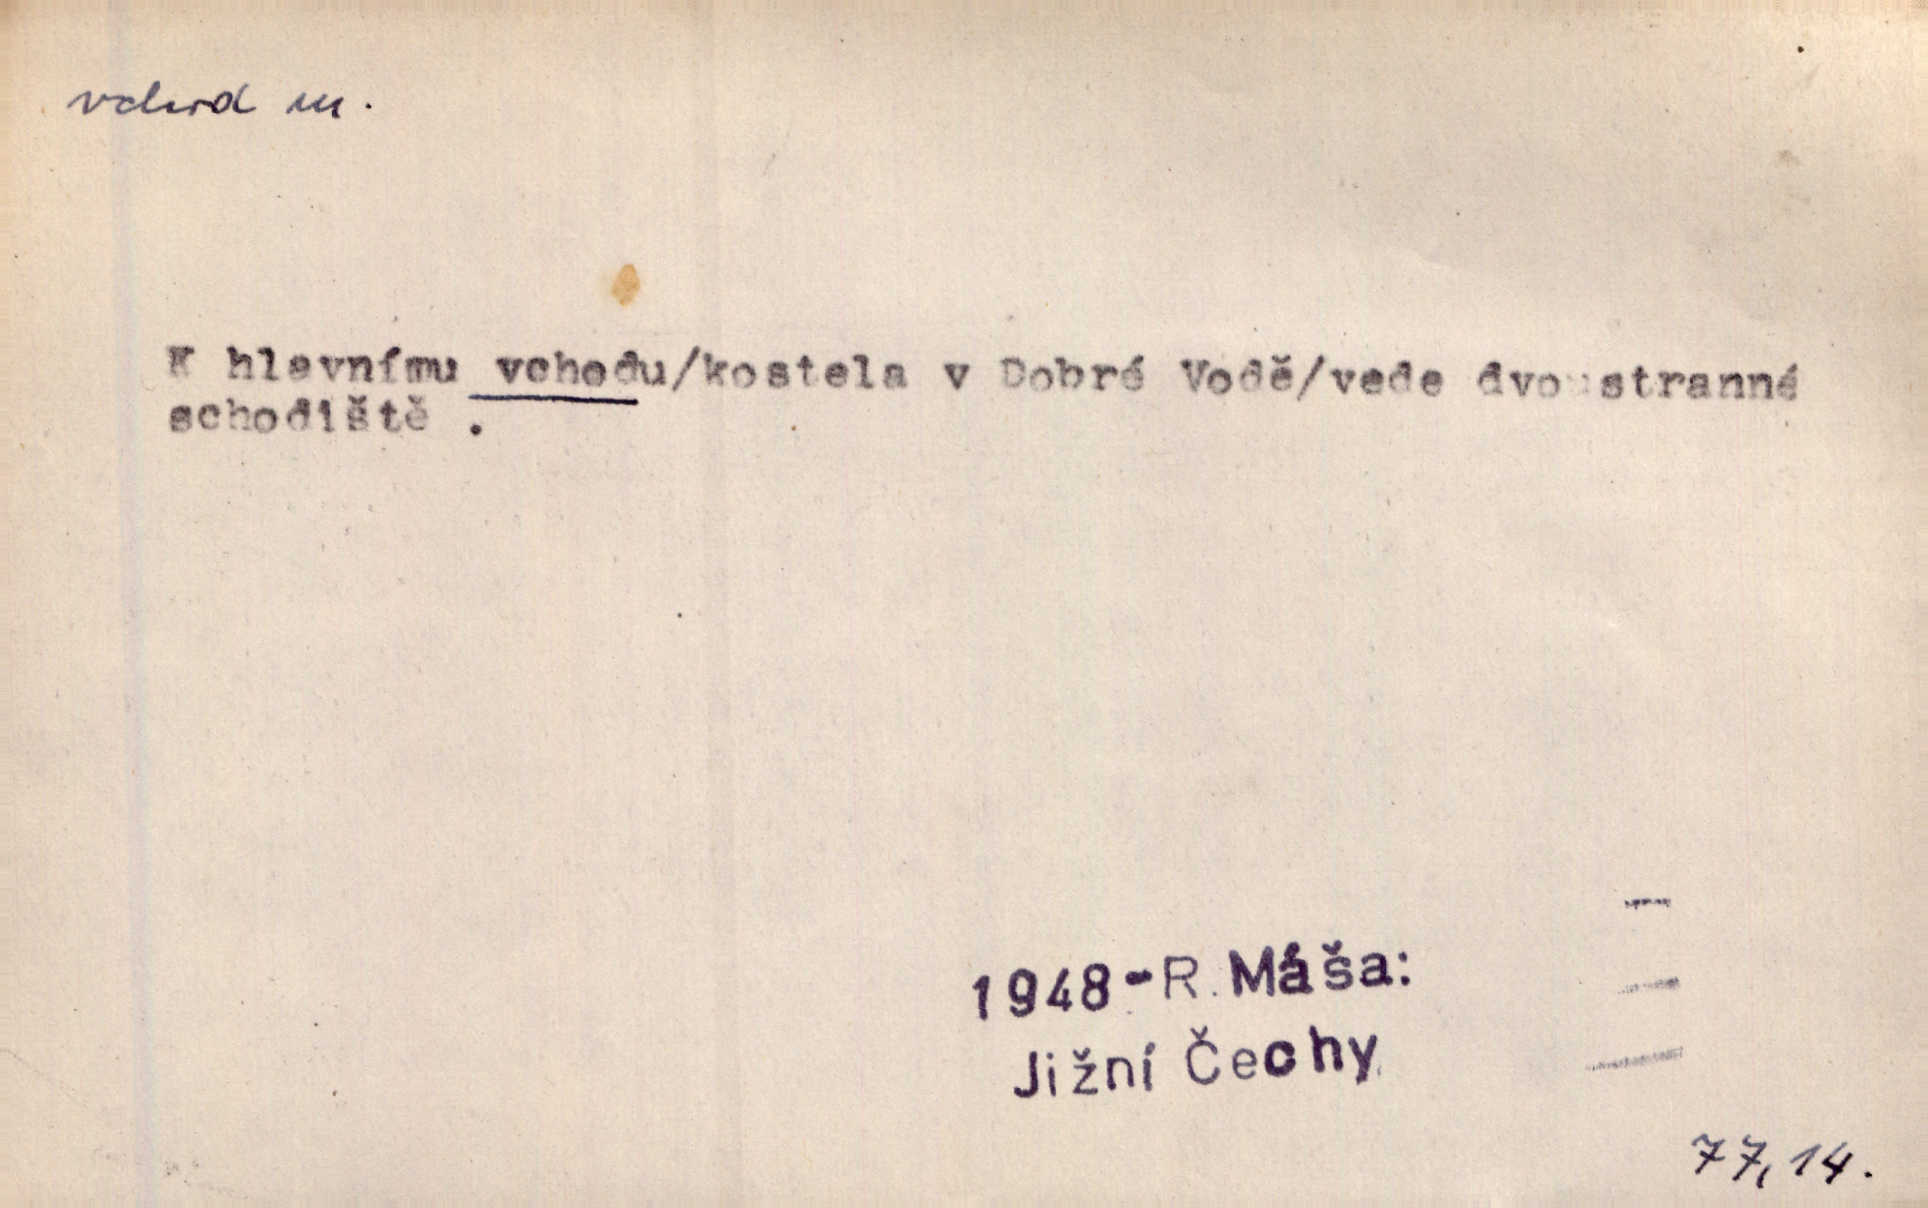 vchod m.
K hlavnímu vchodu/kostela v Dobré Vodě/vede dvoustranné
schodiště .
1948-R. Máša:
Jižní Čechy
77,14.